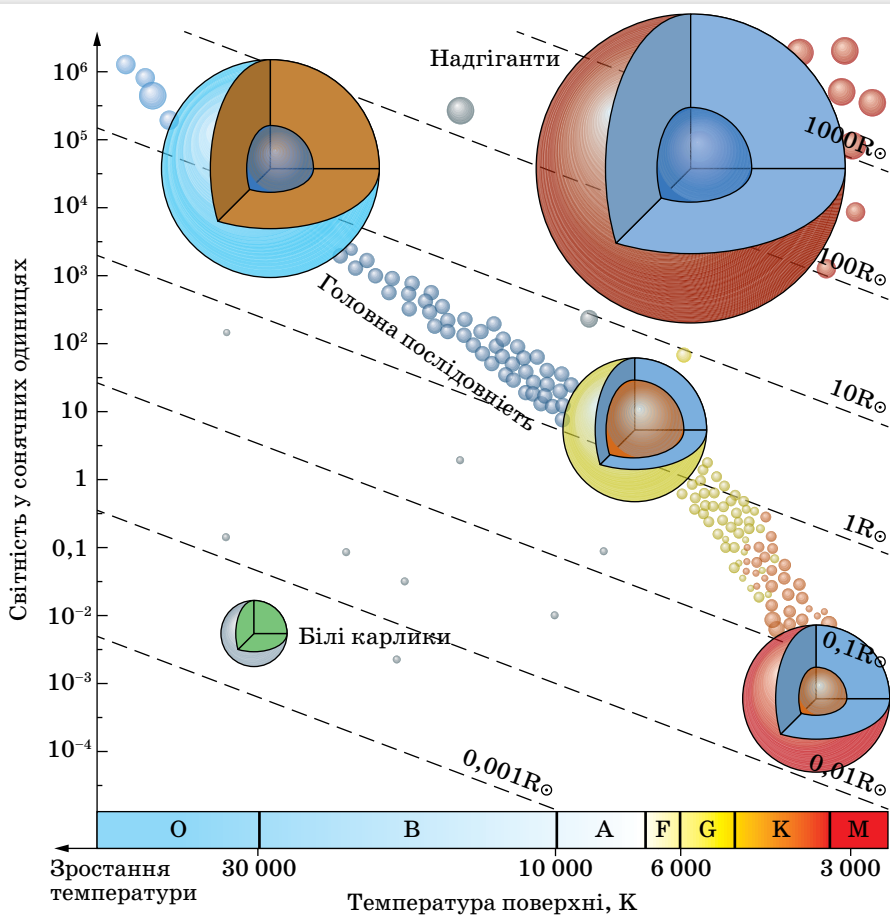 Надгіганти
Світність у сонячних одиницях
10⁶
10⁵
10⁴
10³
10²
10
1
0,1
10⁻²
10⁻³
10⁻⁴
1000R☉
100R☉
10R☉
1R☉
0,1R☉
0,01R☉
0,001R☉
Головна послідовність
Білі карлики
O B A F G K M
Зростання
температури
30 000 10 000 6 000 3 000
Температура поверхні, К